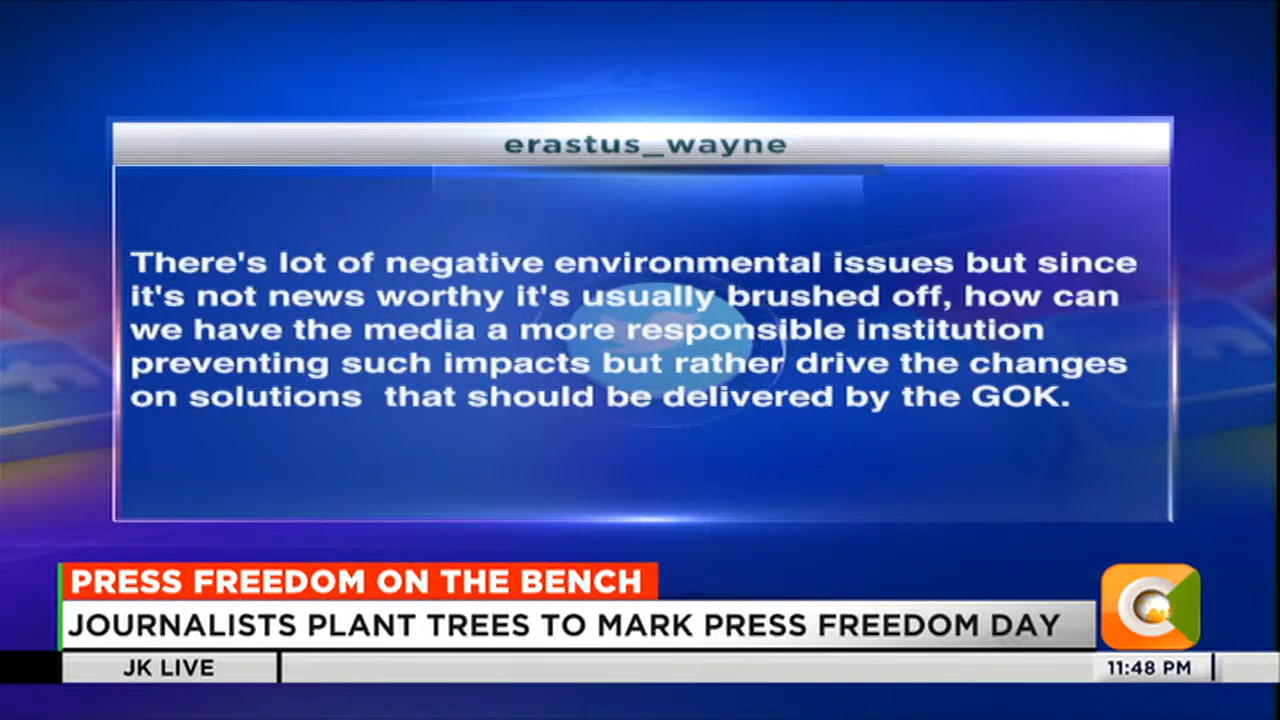 erastus_wayne
There's lot of negative environmental issues but since
it's not news worthy it's usually brushed off, how can
we have the media a more responsible institution
preventing such impacts but rather drive the changes
on solutions  that should be delivered by the GOK.
PRESS FREEDOM ON THE BENCH
JOURNALISTS PLANT TREES TO MARK PRESS FREEDOM DAY
JK LIVE
11:48 PM